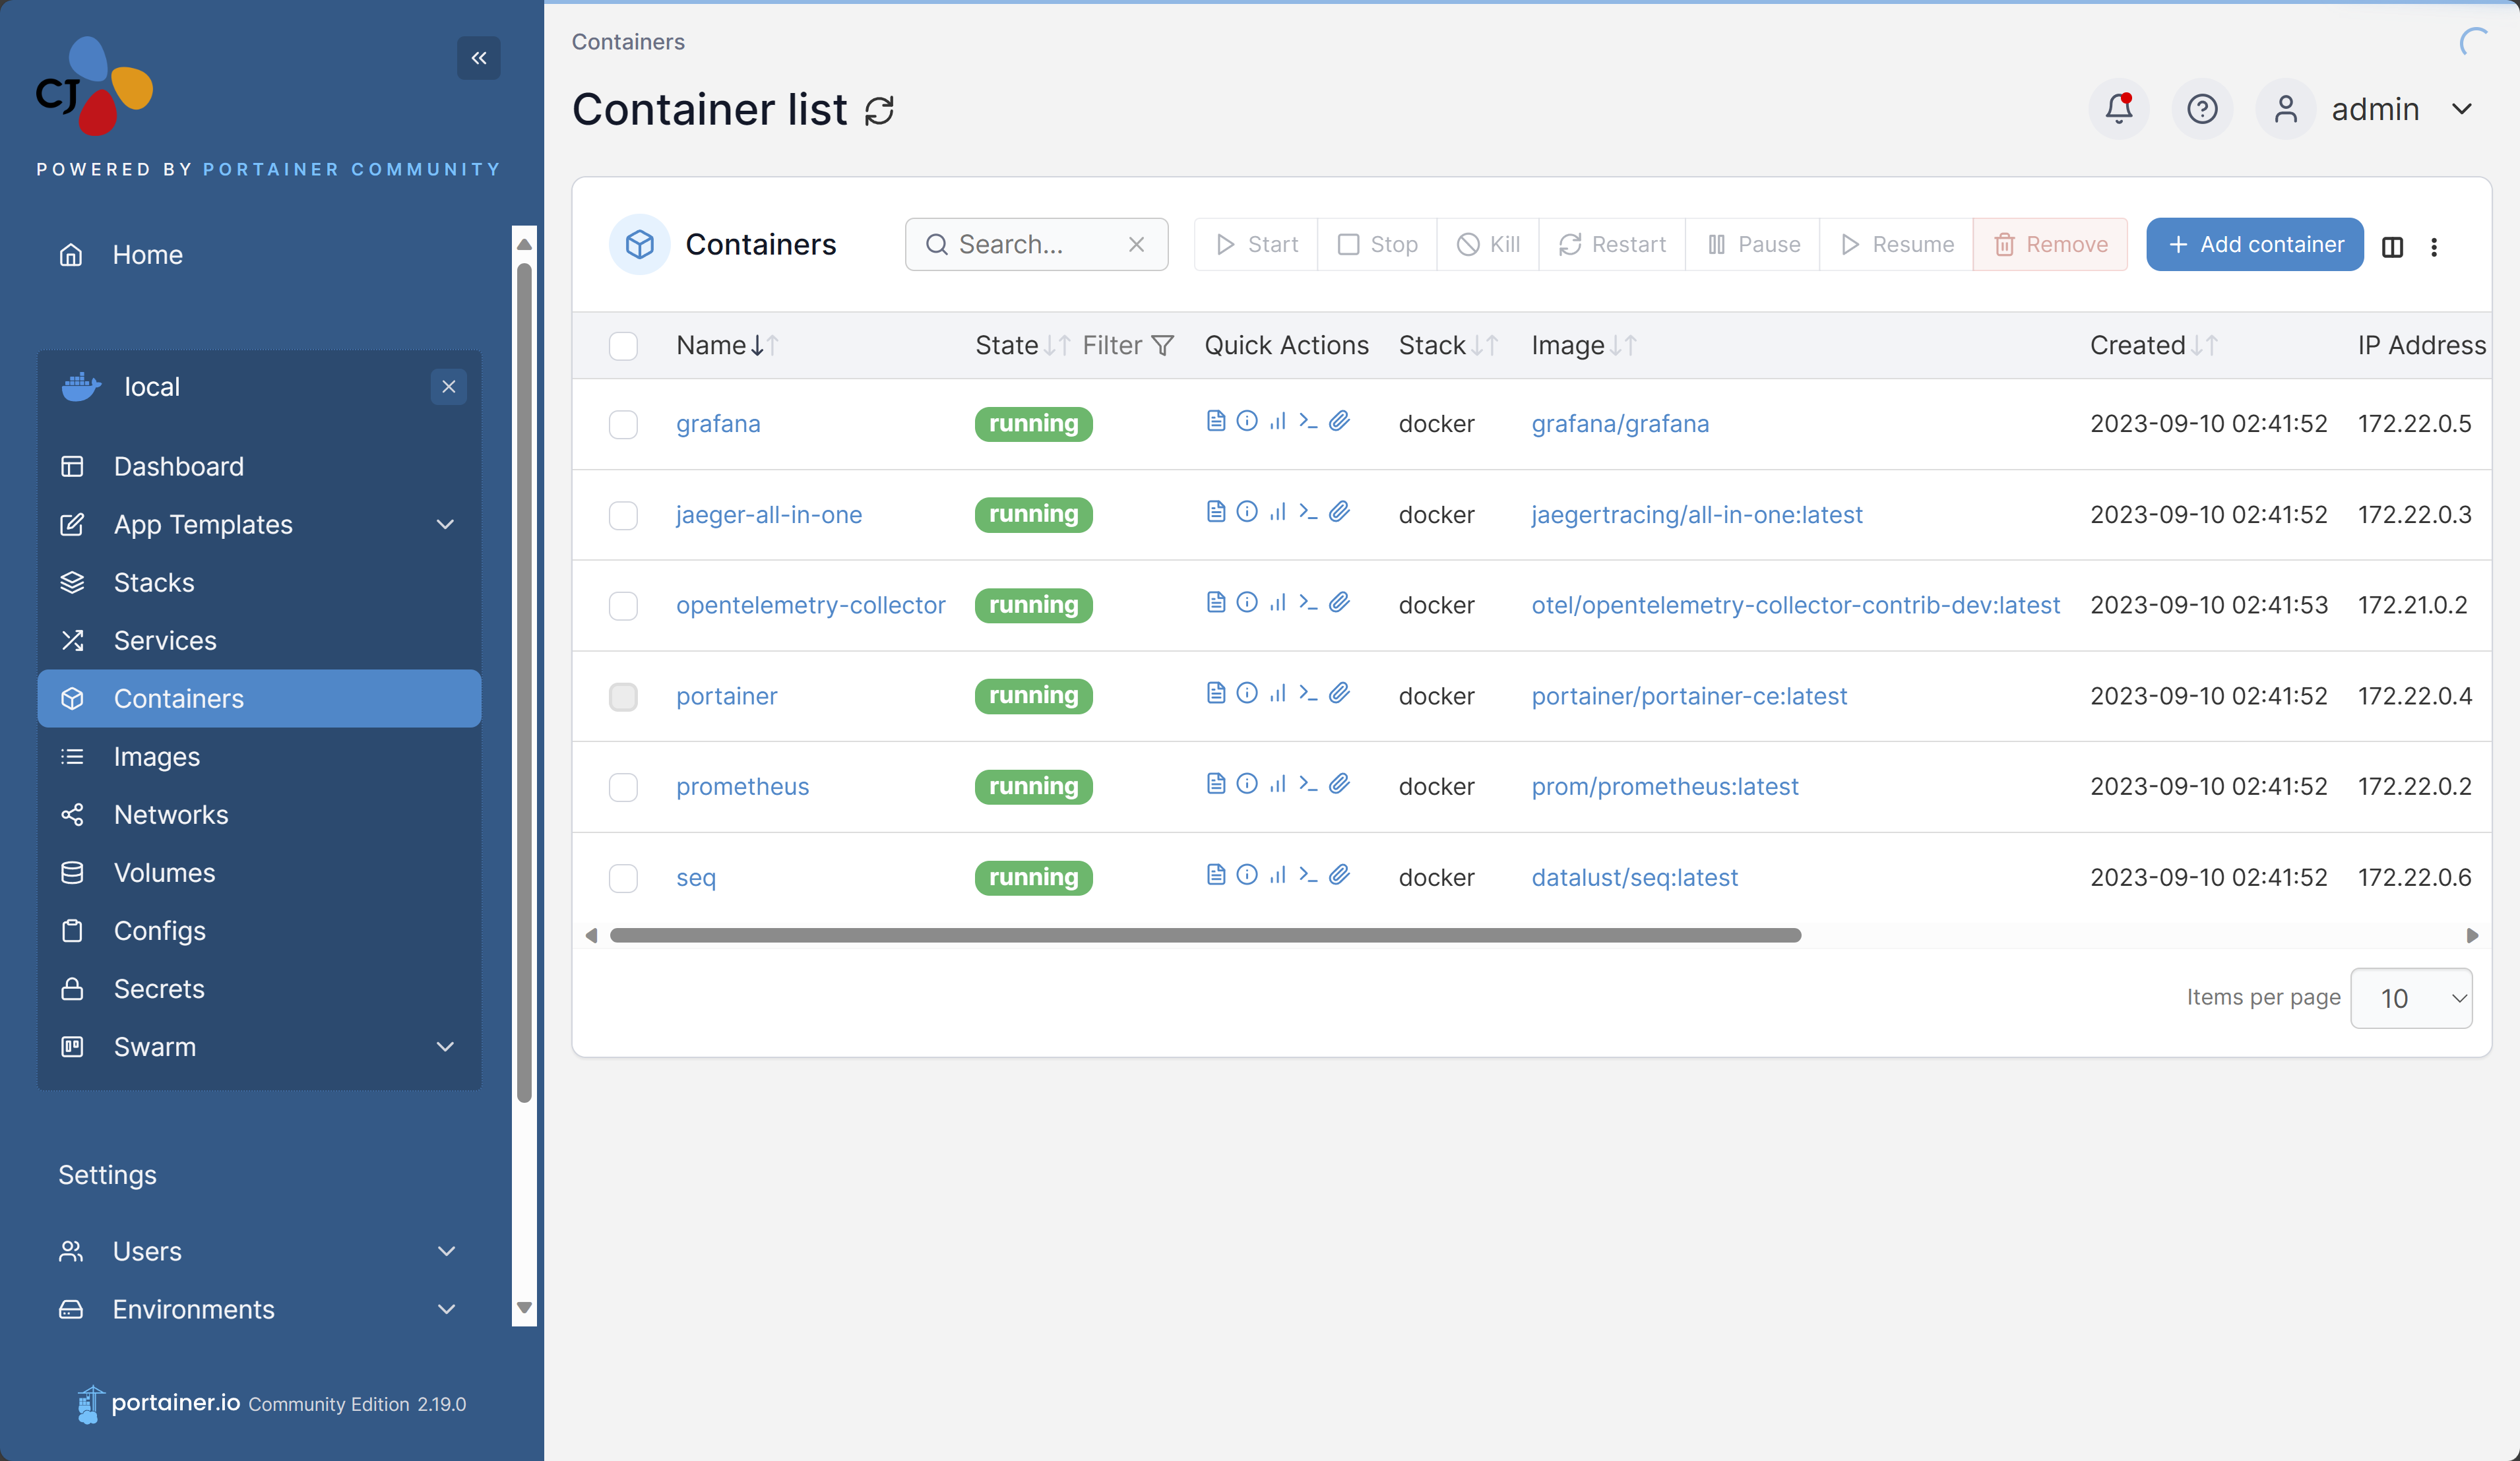 CJ
POWERED BY PORTAINER COMMUNITY
Home
local
Dashboard
App Templates
Stacks
Services
Containers
Images
Networks
Volumes
Configs
Secrets
Swarm
Settings
Users
Environments
portainer.io Community Edition 2.19.0
Containers
Container list
admin
Containers Search... Start Stop Kill Restart Pause Resume Remove Add container
Name State Filter Quick Actions Stack Image Created IP Address
grafana running docker grafana/grafana 2023-09-10 02:41:52 172.22.0.5
jaeger-all-in-one running docker jaegertracing/all-in-one:latest 2023-09-10 02:41:52 172.22.0.3
opentelemetry-collector running docker otel/opentelemetry-collector-contrib-dev:latest 2023-09-10 02:41:53 172.21.0.2
portainer running docker portainer/portainer-ce:latest 2023-09-10 02:41:52 172.22.0.4
prometheus running docker prom/prometheus:latest 2023-09-10 02:41:52 172.22.0.2
seq running docker datalust/seq:latest 2023-09-10 02:41:52 172.22.0.6
Items per page 10